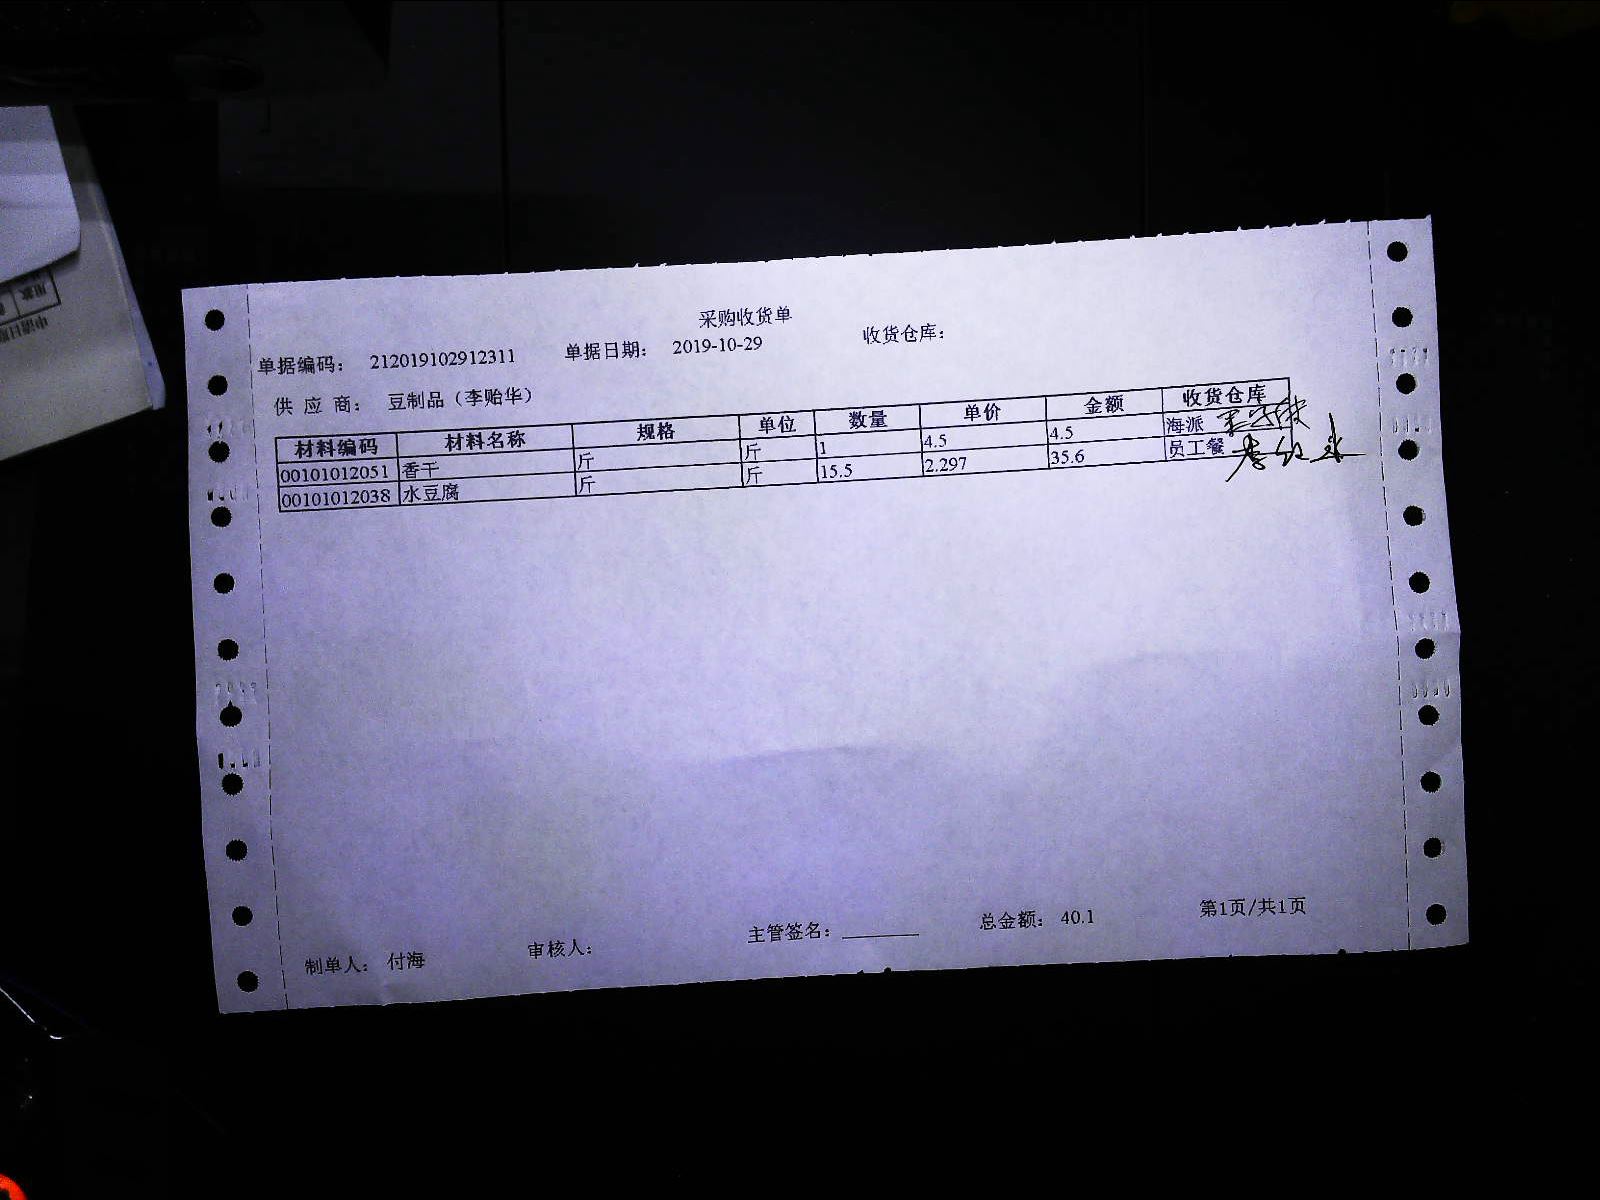 采购收货单
单据编码： 212019102912311 单据日期： 2019-10-29 收货仓库：
供 应 商： 豆制品（李贻华）
材料编码 材料名称 规格 单位 数量 单价 金额 收货仓库
00101012051 香干 斤 斤 1 4.5 4.5 海派
00101012038 水豆腐 斤 斤 15.5 2.297 35.6 员工餐
制单人： 付海 审核人： 主管签名： 总金额： 40.1 第1页/共1页